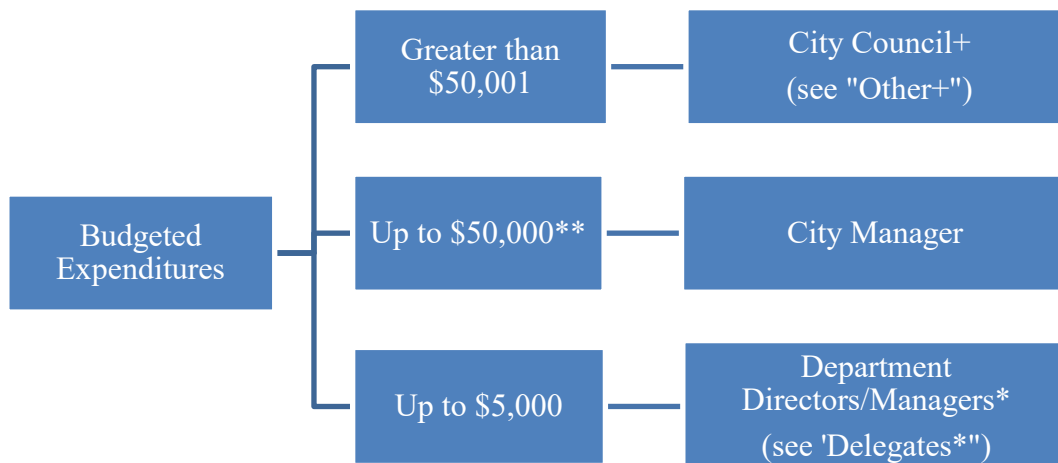 Budgeted
Expenditures
Greater than
$50,001
City Council+
(see "Other+")
Up to $50,000**
City Manager
Up to $5,000
Department
Directors/Managers*
(see 'Delegates*")